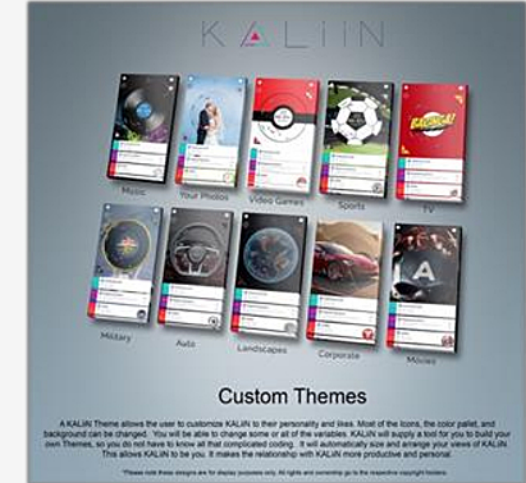 KALiiN
Music
Your Photos
Video Games
Sports
TV
BAZINGA!
Military
Auto
Landscapes
Corporate
Movies
A
Custom Themes
A KALiiN Theme allows the user to customize KALiiN to their personality and likes. Most of the Icons, the color pallet, and
background can be changed. You will be able to change some or all of the variables. KALiiN will supply a tool for you to build your
own Themes, so you do not have to know all that complicated coding. It will automatically size and arrange your views of KALiiN.
This allows KALiiN to be you. It makes the relationship with KALiiN more productive and personal.
*Please note these designs are for display purposes only. All rights and ownership go to the respective copyright holders.